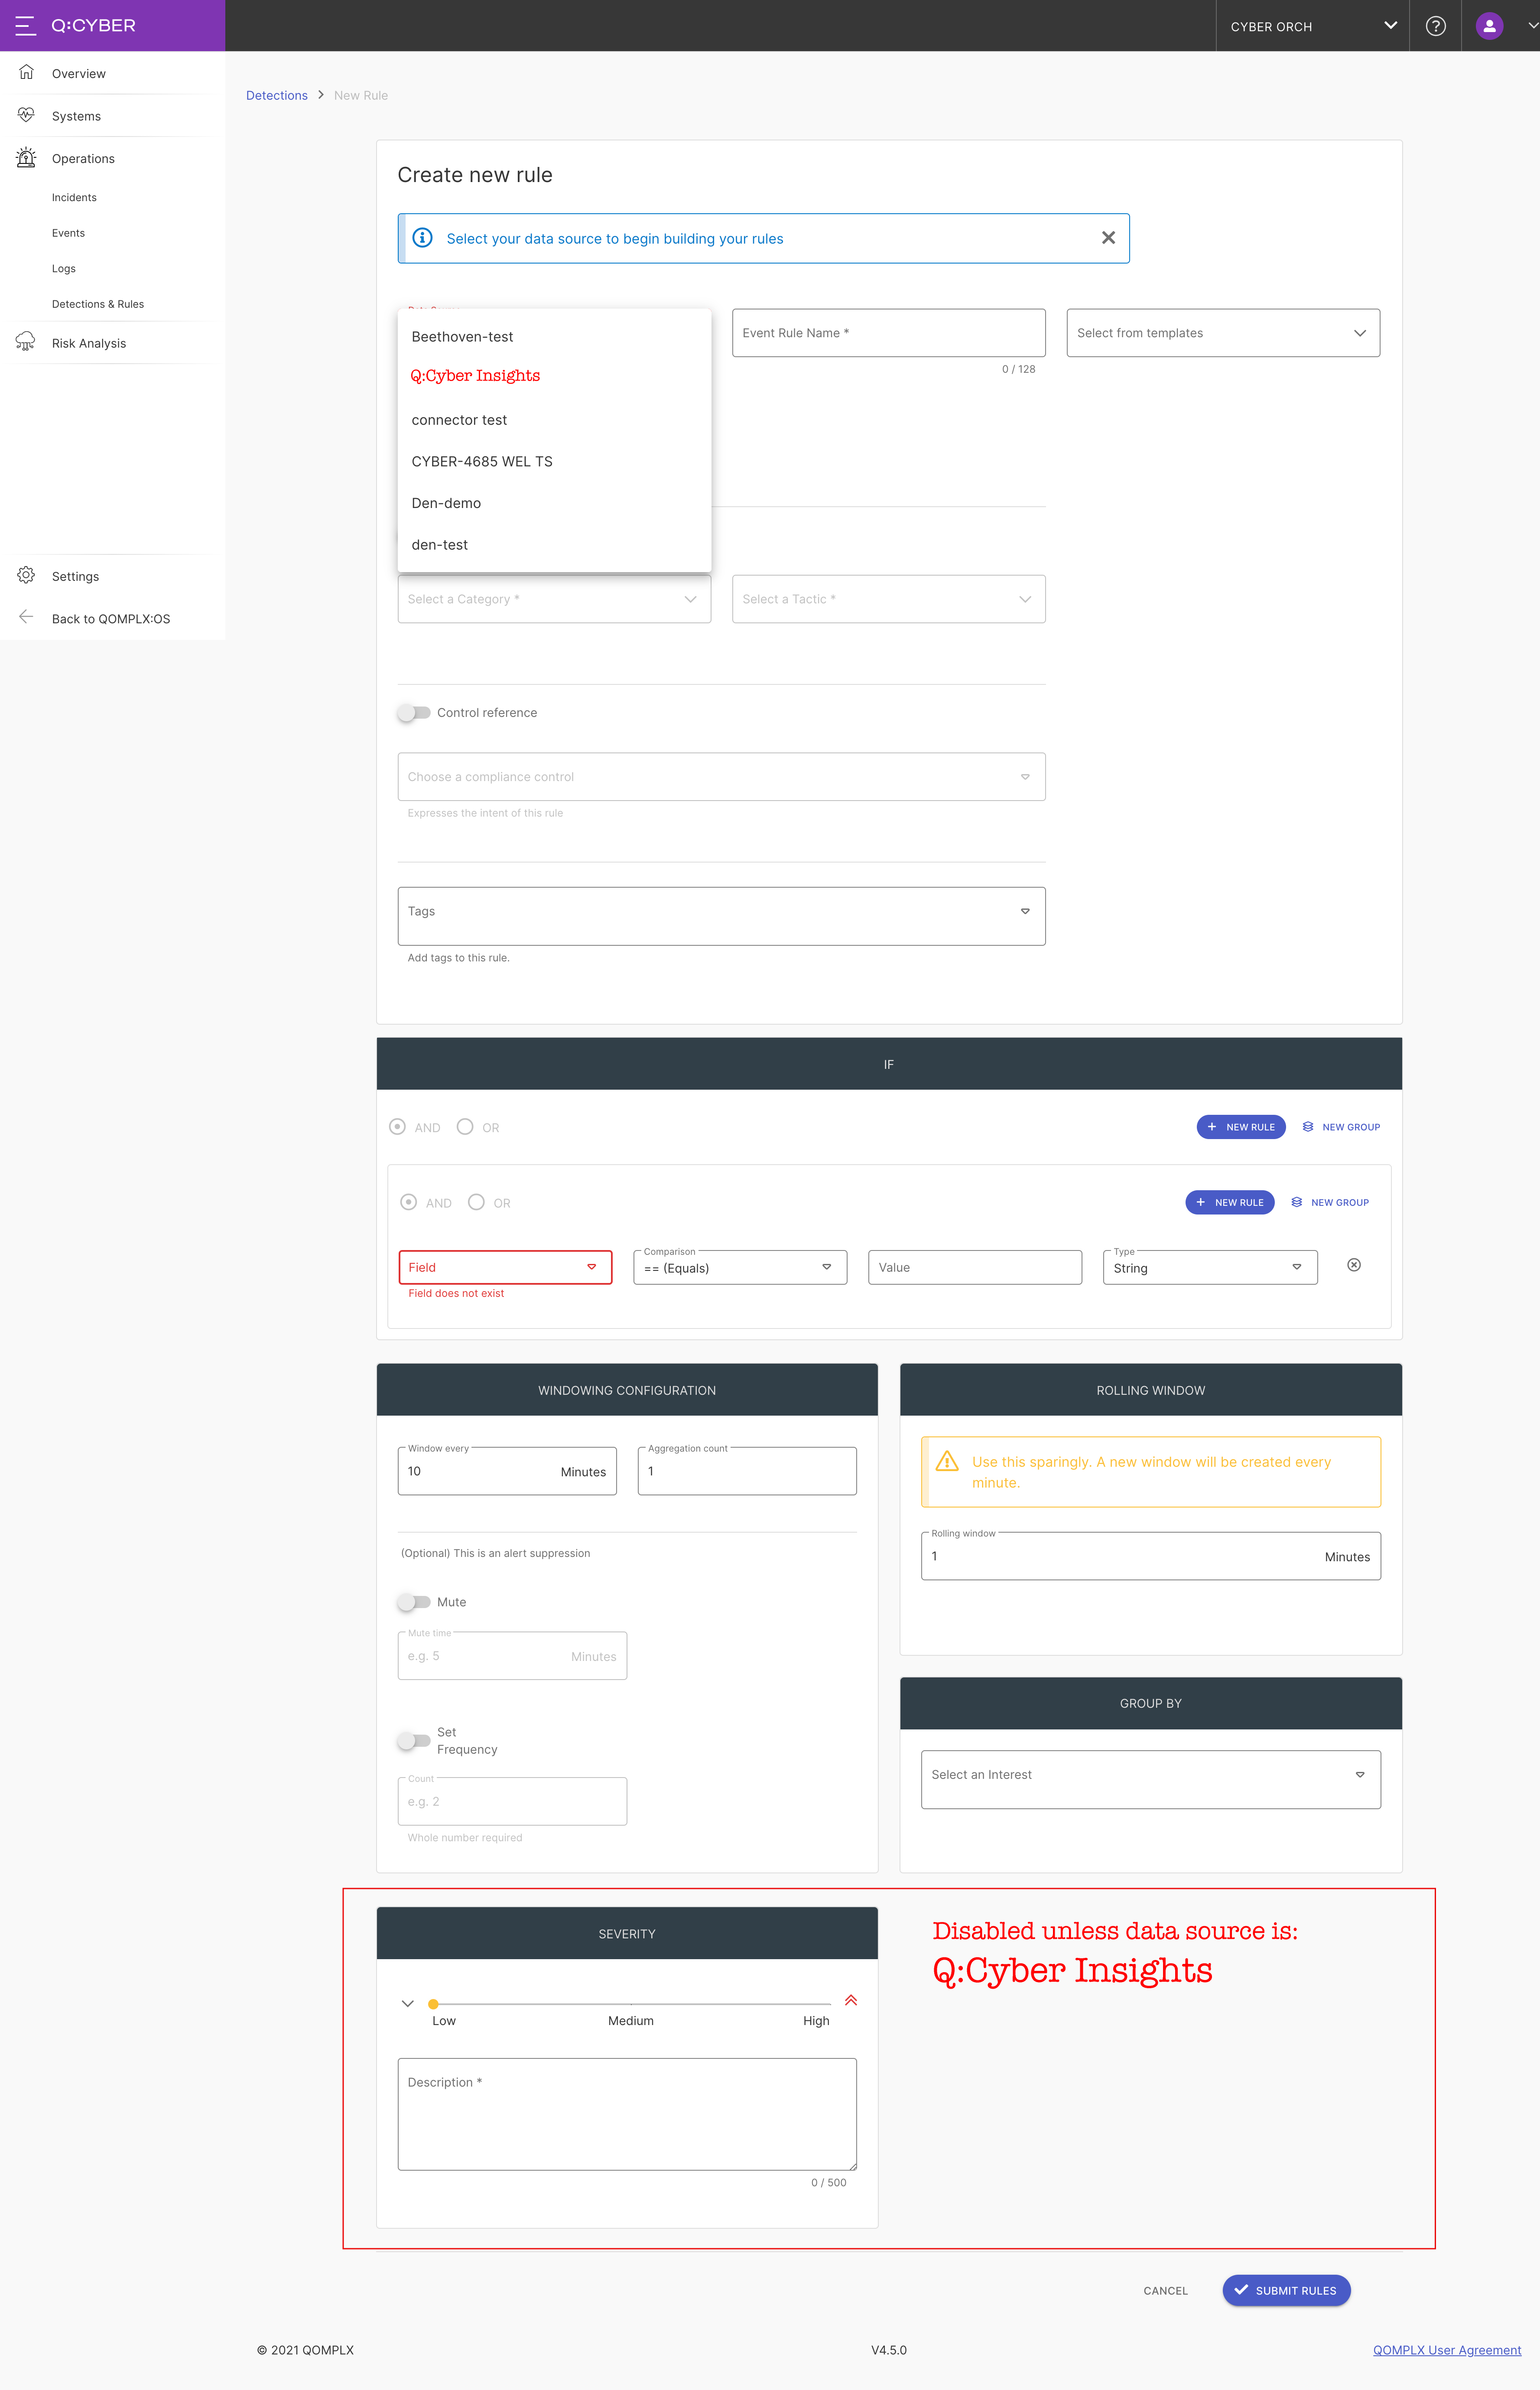 Q:CYBER
CYBER ORCH
Overview
Systems
Operations
Incidents
Events
Logs
Detections & Rules
Risk Analysis
Settings
Back to QOMPLX:OS
Detections
New Rule
Create new rule
Select your data source to begin building your rules
Beethoven-test
Q:Cyber Insights
connector test
CYBER-4685 WEL TS
Den-demo
den-test
Event Rule Name *
0 / 128
Select from templates
Select a Category *
Select a Tactic *
Control reference
Choose a compliance control
Expresses the intent of this rule
Tags
Add tags to this rule.
IF
AND
OR
NEW RULE
NEW GROUP
AND
OR
NEW RULE
NEW GROUP
Field
Field does not exist
Comparison
== (Equals)
Value
Type
String
WINDOWING CONFIGURATION
Window every
10
Minutes
Aggregation count
1
(Optional) This is an alert suppression
Mute
Mute time
e.g. 5
Minutes
Set
Frequency
Count
e.g. 2
Whole number required
ROLLING WINDOW
Use this sparingly. A new window will be created every
minute.
Rolling window
1
Minutes
GROUP BY
Select an Interest
SEVERITY
Low
Medium
High
Description *
0 / 500
Disabled unless data source is:
Q:Cyber Insights
CANCEL
SUBMIT RULES
© 2021 QOMPLX
V4.5.0
QOMPLX User Agreement